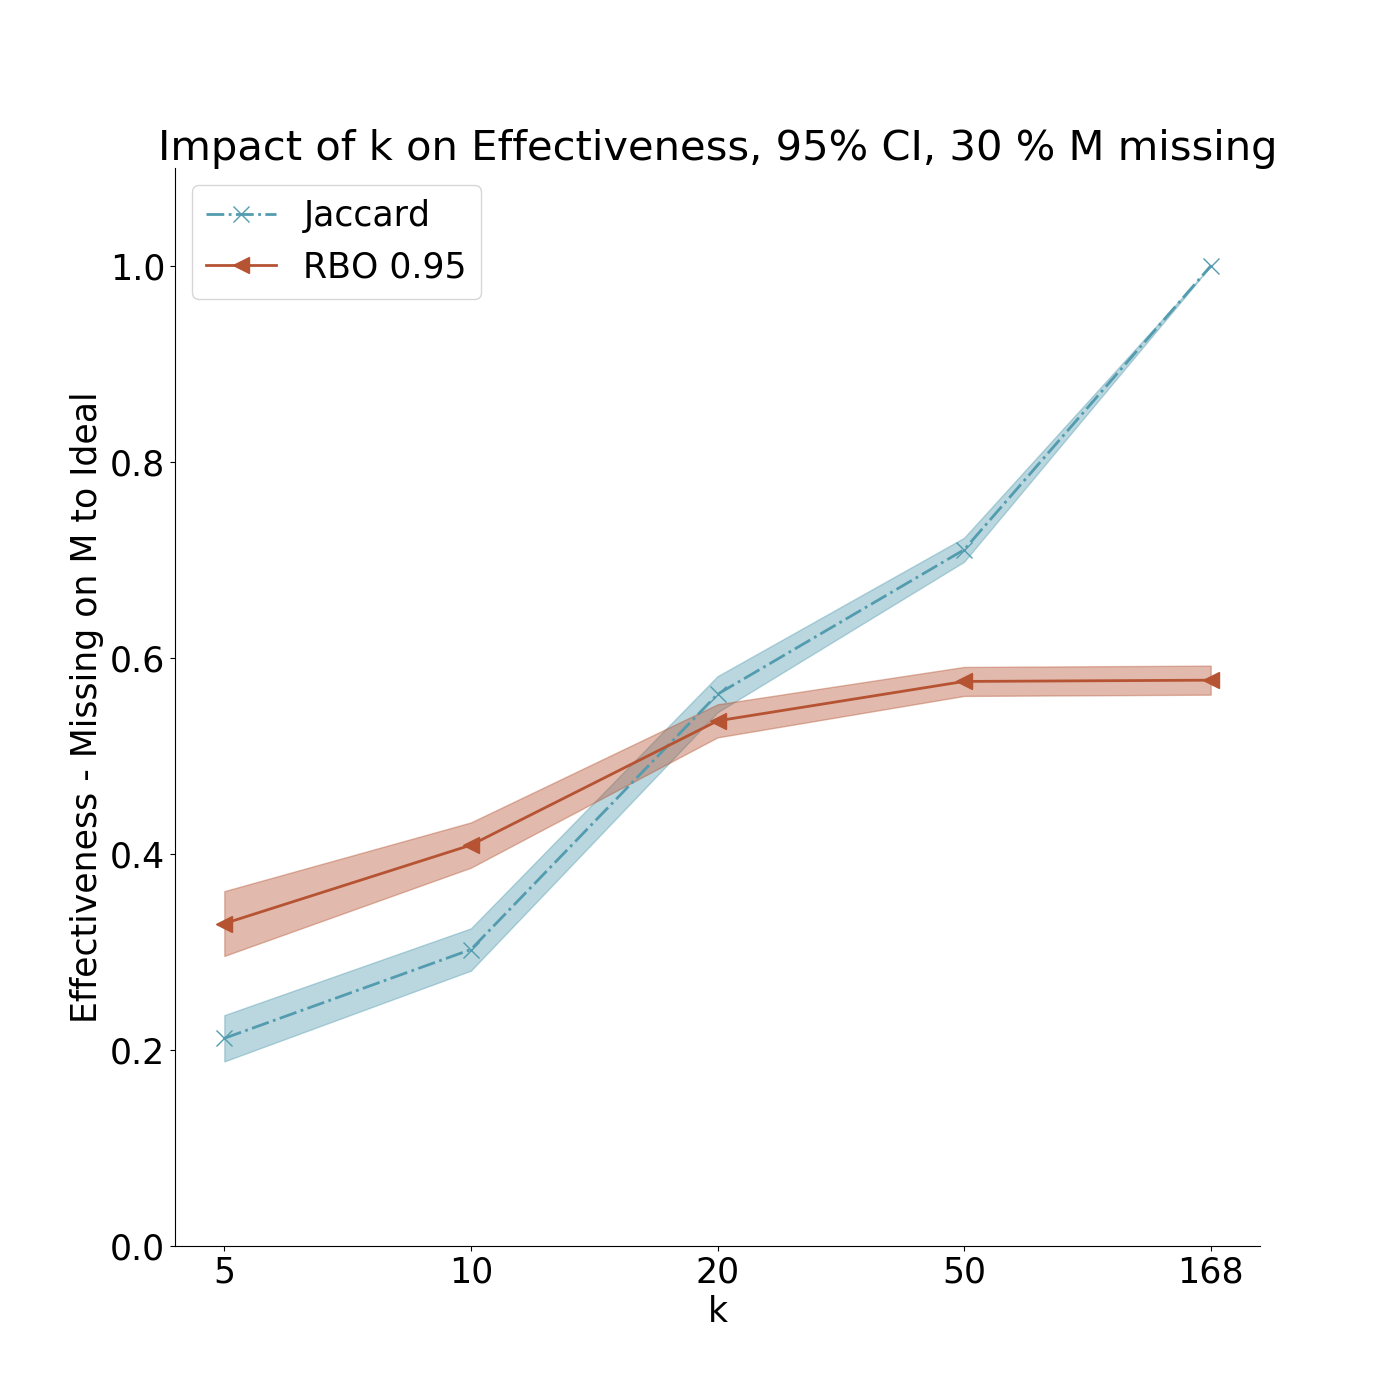 Impact of k on Effectiveness, 95% CI, 30 % M missing
Jaccard
RBO 0.95
Effectiveness - Missing on M to Ideal
1.0
0.8
0.6
0.4
0.2
0.0
5 10 20 50 168
k